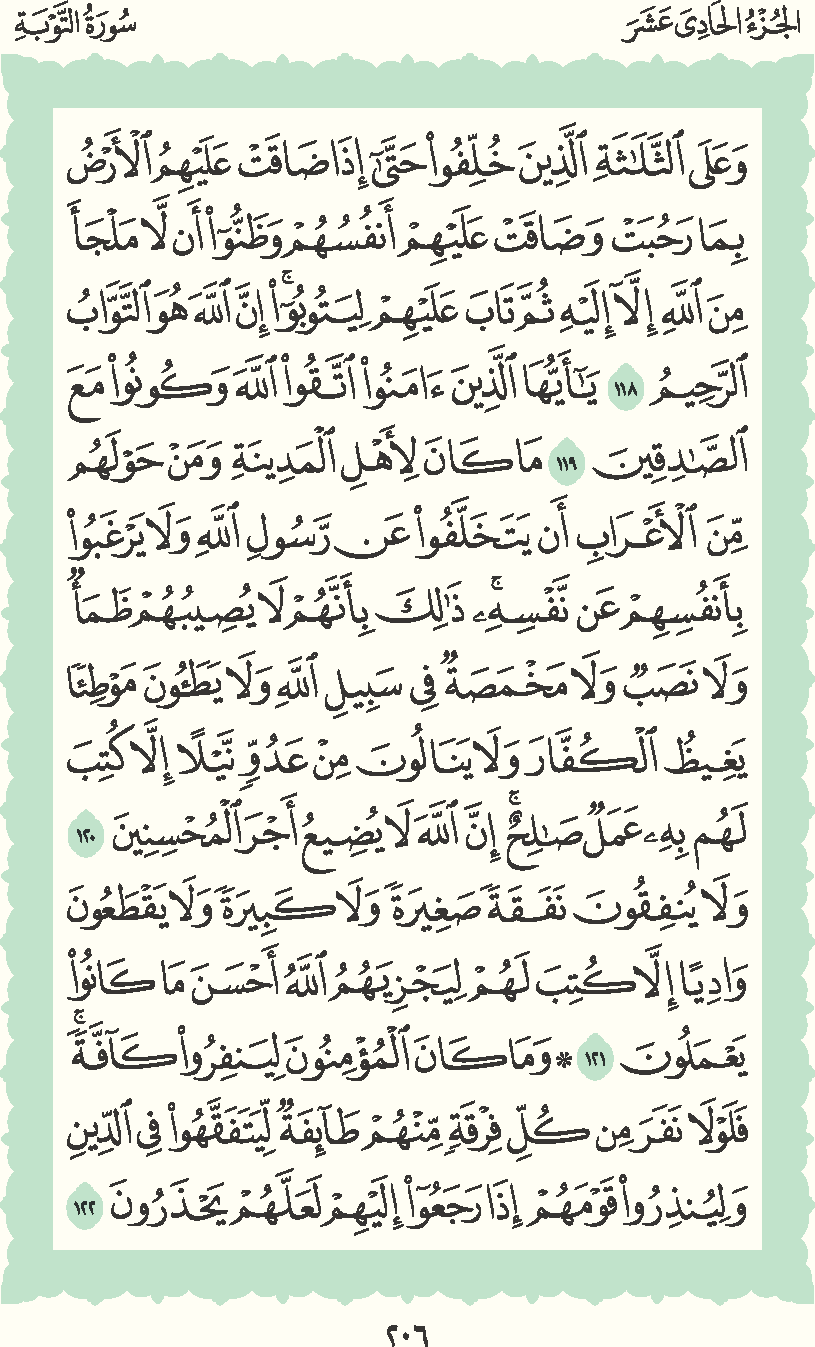 الجُزْءُ الحَادِىَ عَشَرَ سُورَةُ التَّوْبَةِ
وَعَلَى ٱلثَّلَٰثَةِ ٱلَّذِينَ خُلِّفُوا۟ حَتَّىٰٓ إِذَا ضَاقَتْ عَلَيْهِمُ ٱلْأَرْضُ
بِمَا رَحُبَتْ وَضَاقَتْ عَلَيْهِمْ أَنفُسُهُمْ وَظَنُّوٓا۟ أَن لَّا مَلْجَأَ
مِنَ ٱللَّهِ إِلَّآ إِلَيْهِ ثُمَّ تَابَ عَلَيْهِمْ لِيَتُوبُوٓا۟ ۚ إِنَّ ٱللَّهَ هُوَ ٱلتَّوَّابُ
ٱلرَّحِيمُ ١١٨ يَٰٓأَيُّهَا ٱلَّذِينَ ءَامَنُوا۟ ٱتَّقُوا۟ ٱللَّهَ وَكُونُوا۟ مَعَ
ٱلصَّٰدِقِينَ ١١٩ مَا كَانَ لِأَهْلِ ٱلْمَدِينَةِ وَمَنْ حَوْلَهُم
مِّنَ ٱلْأَعْرَابِ أَن يَتَخَلَّفُوا۟ عَن رَّسُولِ ٱللَّهِ وَلَا يَرْغَبُوا۟
بِأَنفُسِهِمْ عَن نَّفْسِهِۦ ۚ ذَٰلِكَ بِأَنَّهُمْ لَا يُصِيبُهُمْ ظَمَأٌ
وَلَا نَصَبٌ وَلَا مَخْمَصَةٌ فِى سَبِيلِ ٱللَّهِ وَلَا يَطَـُٔونَ مَوْطِئًا
يَغِيظُ ٱلْكُفَّارَ وَلَا يَنَالُونَ مِنْ عَدُوٍّ نَّيْلًا إِلَّا كُتِبَ
لَهُم بِهِۦ عَمَلٌ صَٰلِحٌ ۚ إِنَّ ٱللَّهَ لَا يُضِيعُ أَجْرَ ٱلْمُحْسِنِينَ ١٢٠
وَلَا يُنفِقُونَ نَفَقَةً صَغِيرَةً وَلَا كَبِيرَةً وَلَا يَقْطَعُونَ
وَادِيًا إِلَّا كُتِبَ لَهُمْ لِيَجْزِيَهُمُ ٱللَّهُ أَحْسَنَ مَا كَانُوا۟
يَعْمَلُونَ ١٢١ * وَمَا كَانَ ٱلْمُؤْمِنُونَ لِيَنفِرُوا۟ كَآفَّةً ۚ
فَلَوْلَا نَفَرَ مِن كُلِّ فِرْقَةٍ مِّنْهُمْ طَآئِفَةٌ لِّيَتَفَقَّهُوا۟ فِى ٱلدِّينِ
وَلِيُنذِرُوا۟ قَوْمَهُمْ إِذَا رَجَعُوٓا۟ إِلَيْهِمْ لَعَلَّهُمْ يَحْذَرُونَ ١٢٢
٢٠٦